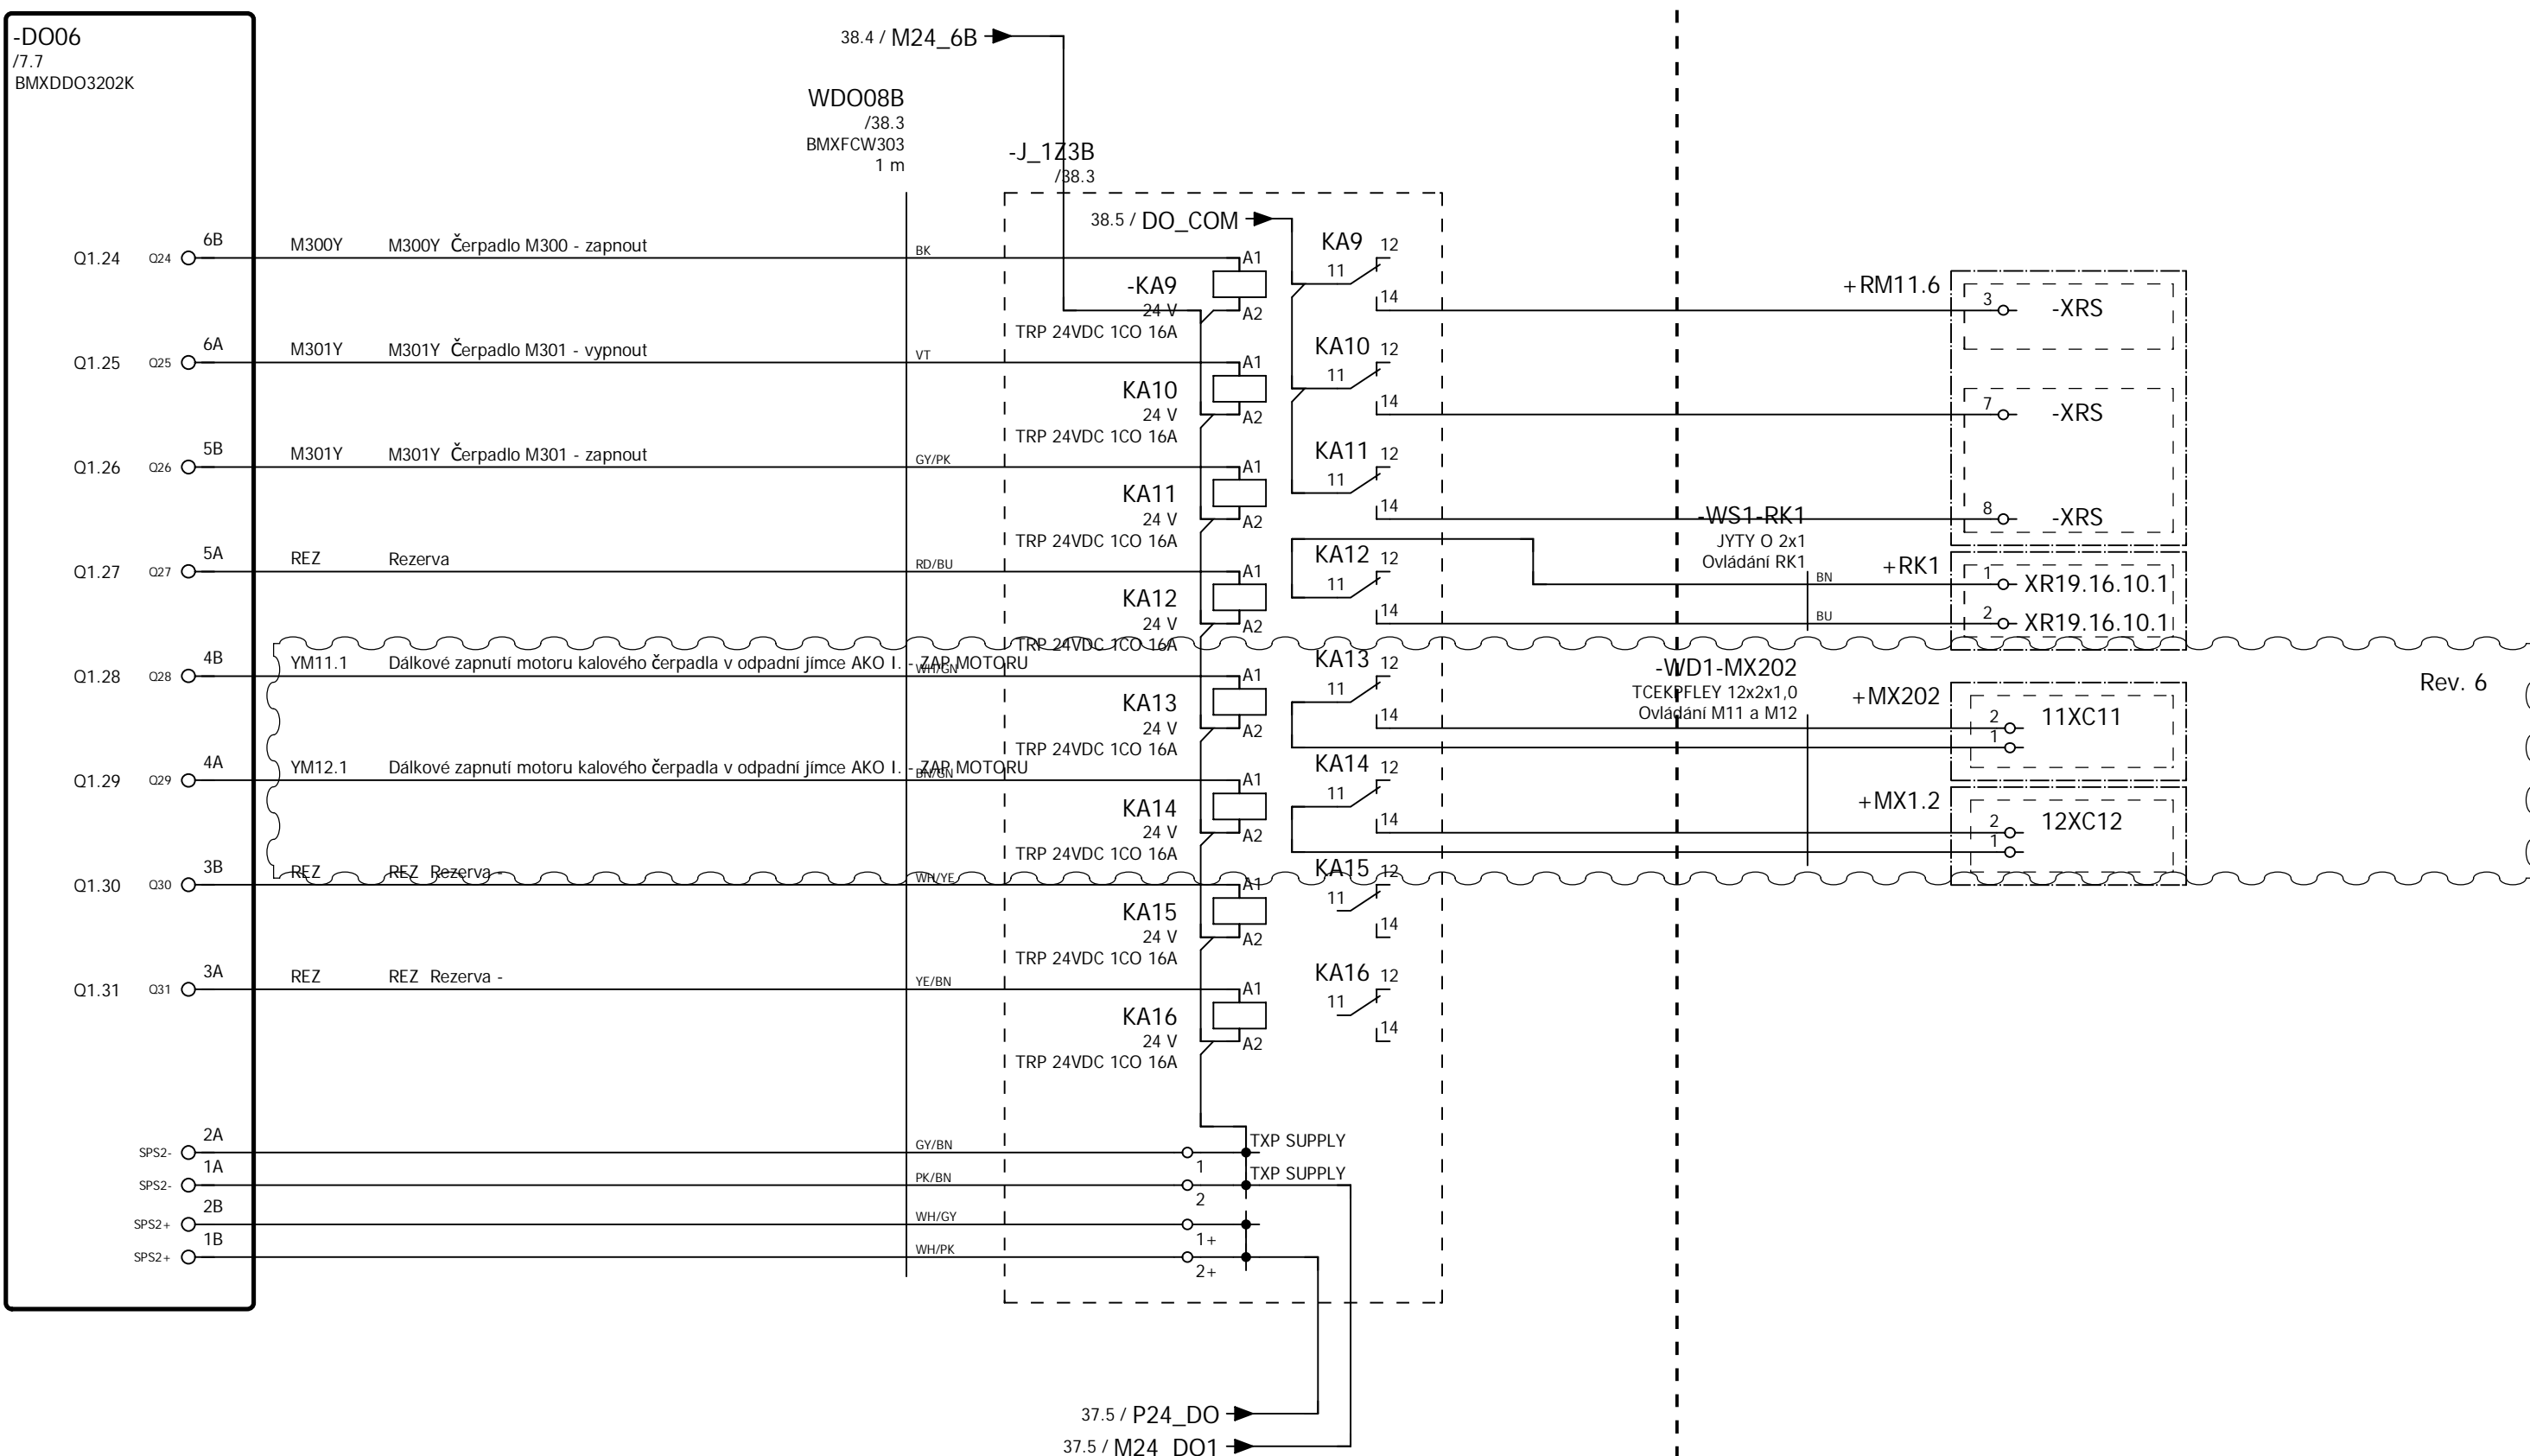 -DO06
/7.7
BMXDDO3202K
38.4 / M24_6B
WDO08B
/38.3
BMXFCW303
1 m
-J_1Z3B
/38.3
38.5 / DO_COM
Q1.24 Q24 6B M300Y M300Y Čerpadlo M300 - zapnout BK A1
-KA9
24 V
A2
TRP 24VDC 1CO 16A
KA9 12
11
14
+RM11.6
3 -XRS
Q1.25 Q25 6A M301Y M301Y Čerpadlo M301 - vypnout VT A1
KA10
24 V
A2
TRP 24VDC 1CO 16A
KA10 12
11
14
7 -XRS
Q1.26 Q26 5B M301Y M301Y Čerpadlo M301 - zapnout GY/PK A1
KA11
24 V
A2
TRP 24VDC 1CO 16A
KA11 12
11
14
8 -XRS
-WS1-RK1
JYTY O 2x1
Ovládání RK1
Q1.27 Q27 5A REZ Rezerva RD/BU A1
KA12
24 V
A2
TRP 24VDC 1CO 16A
KA12 12
11
14
BN
BU
+RK1
1 XR19.16.10.1
2 XR19.16.10.1
Q1.28 Q28 4B YM11.1 Dálkové zapnutí motoru kalového čerpadla v odpadní jímce AKO I. - ZAP MOTORU WH/GN A1
KA13
24 V
A2
TRP 24VDC 1CO 16A
KA13 12
11
14
-WD1-MX202
TCEKPFLEY 12x2x1,0
Ovládání M11 a M12
+MX202
2 11XC11
1
Rev. 6
Q1.29 Q29 4A YM12.1 Dálkové zapnutí motoru kalového čerpadla v odpadní jímce AKO I. - ZAP MOTORU BN/GN A1
KA14
24 V
A2
TRP 24VDC 1CO 16A
KA14 12
11
14
+MX1.2
2 12XC12
1
Q1.30 Q30 3B REZ REZ Rezerva - WH/YE A1
KA15
24 V
A2
TRP 24VDC 1CO 16A
KA15 12
11
14
Q1.31 Q31 3A REZ REZ Rezerva - YE/BN A1
KA16
24 V
A2
TRP 24VDC 1CO 16A
KA16 12
11
14
SPS2- 2A GY/BN 1 TXP SUPPLY
SPS2- 1A PK/BN 2 TXP SUPPLY
SPS2+ 2B WH/GY 1+
SPS2+ 1B WH/PK 2+
37.5 / P24_DO
37.5 / M24_DO1